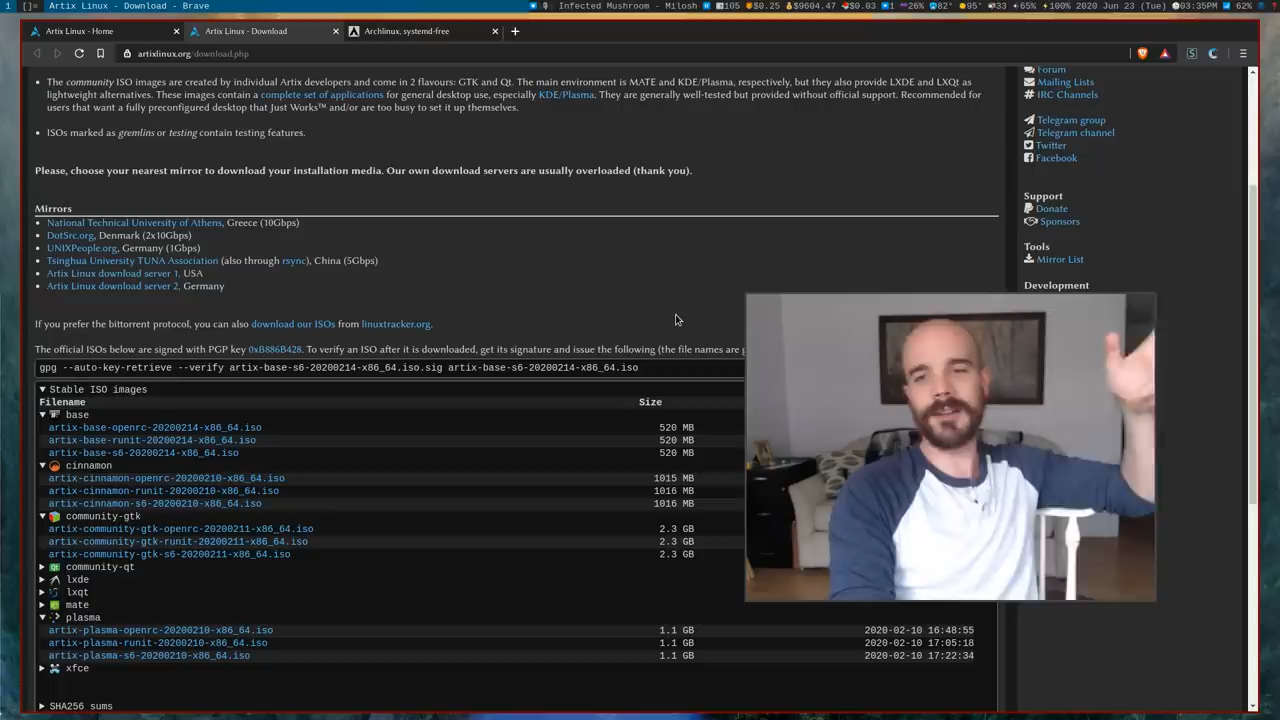 1 []= Artix Linux - Download - Brave Infected Mushroom - Milosh 105 $0.25 $9604.47 $0.03 1 26% 82° 95° 33 65% 100% 2020 Jun 23 (Tue) 03:35PM 62% ?
Artix Linux - Home Artix Linux - Download Archlinux, systemd-free
artixlinux.org/download.php
The community ISO images are created by individual Artix developers and come in 2 flavours: GTK and Qt. The main environment is MATE and KDE/Plasma, respectively, but they also provide LXDE and LXQt as
lightweight alternatives. These images contain a complete set of applications for general desktop use, especially KDE/Plasma. They are generally well-tested but provided without official support. Recommended for
users that want a fully preconfigured desktop that Just Works™ and/or are too busy to set it up themselves.
ISOs marked as gremlins or testing contain testing features.
Please, choose your nearest mirror to download your installation media. Our own download servers are usually overloaded (thank you).
Mirrors
National Technical University of Athens, Greece (10Gbps)
DotSrc.org, Denmark (2x10Gbps)
UNIXPeople.org, Germany (1Gbps)
Tsinghua University TUNA Association (also through rsync), China (5Gbps)
Artix Linux download server 1, USA
Artix Linux download server 2, Germany
If you prefer the bittorrent protocol, you can also download our ISOs from linuxtracker.org.
The official ISOs below are signed with PGP key 0xB886B428. To verify an ISO after it is downloaded, get its signature and issue the following (the file names are g
gpg --auto-key-retrieve --verify artix-base-s6-20200214-x86_64.iso.sig artix-base-s6-20200214-x86_64.iso
Stable ISO images
Filename Size
base
artix-base-openrc-20200214-x86_64.iso 520 MB
artix-base-runit-20200214-x86_64.iso 520 MB
artix-base-s6-20200214-x86_64.iso 520 MB
cinnamon
artix-cinnamon-openrc-20200210-x86_64.iso 1015 MB
artix-cinnamon-runit-20200210-x86_64.iso 1016 MB
artix-cinnamon-s6-20200210-x86_64.iso 1016 MB
community-gtk
artix-community-gtk-openrc-20200211-x86_64.iso 2.3 GB
artix-community-gtk-runit-20200211-x86_64.iso 2.3 GB
artix-community-gtk-s6-20200211-x86_64.iso 2.3 GB
community-qt
lxde
lxqt
mate
plasma
artix-plasma-openrc-20200210-x86_64.iso 1.1 GB 2020-02-10 16:48:55
artix-plasma-runit-20200210-x86_64.iso 1.1 GB 2020-02-10 17:05:18
artix-plasma-s6-20200210-x86_64.iso 1.1 GB 2020-02-10 17:22:34
xfce
SHA256 sums
Forum
Mailing Lists
IRC Channels
Telegram group
Telegram channel
Twitter
Facebook
Support
Donate
Sponsors
Tools
Mirror List
Development